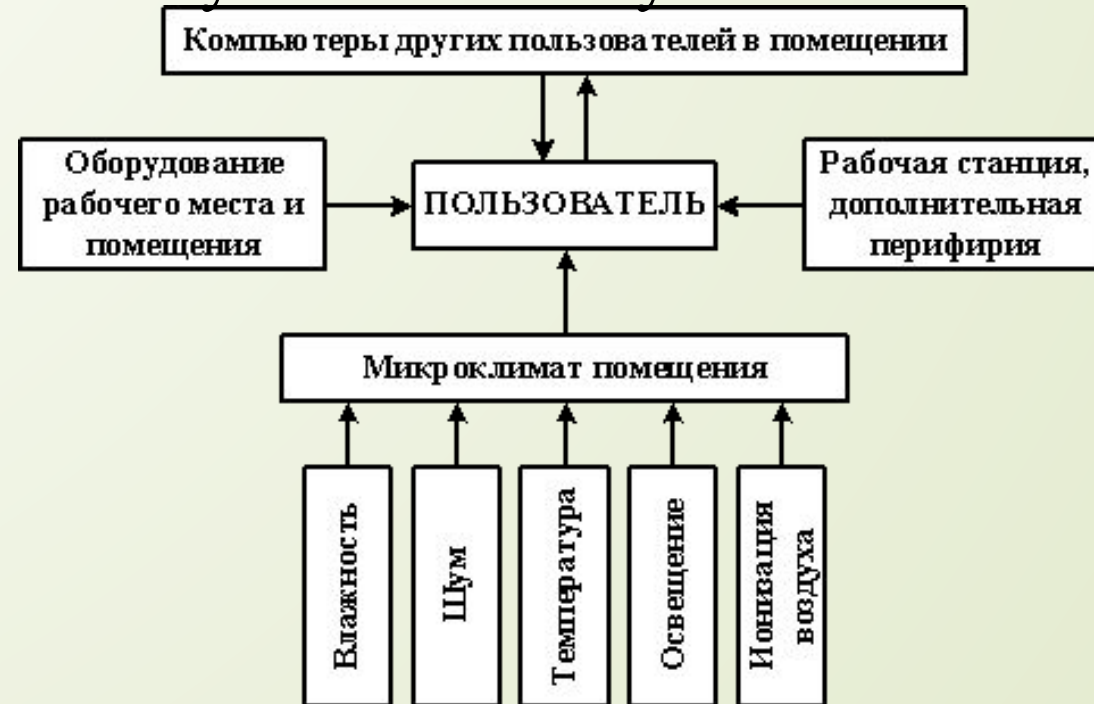 Компьютеры других пользователей в помещении
Оборудование
рабочего места и
помещения
ПОЛЬЗОВАТЕЛЬ
Рабочая станция,
дополнительная
перифирия
Микроклимат помещения
Влажность
Шум
Температура
Освещение
Ионизация
воздуха